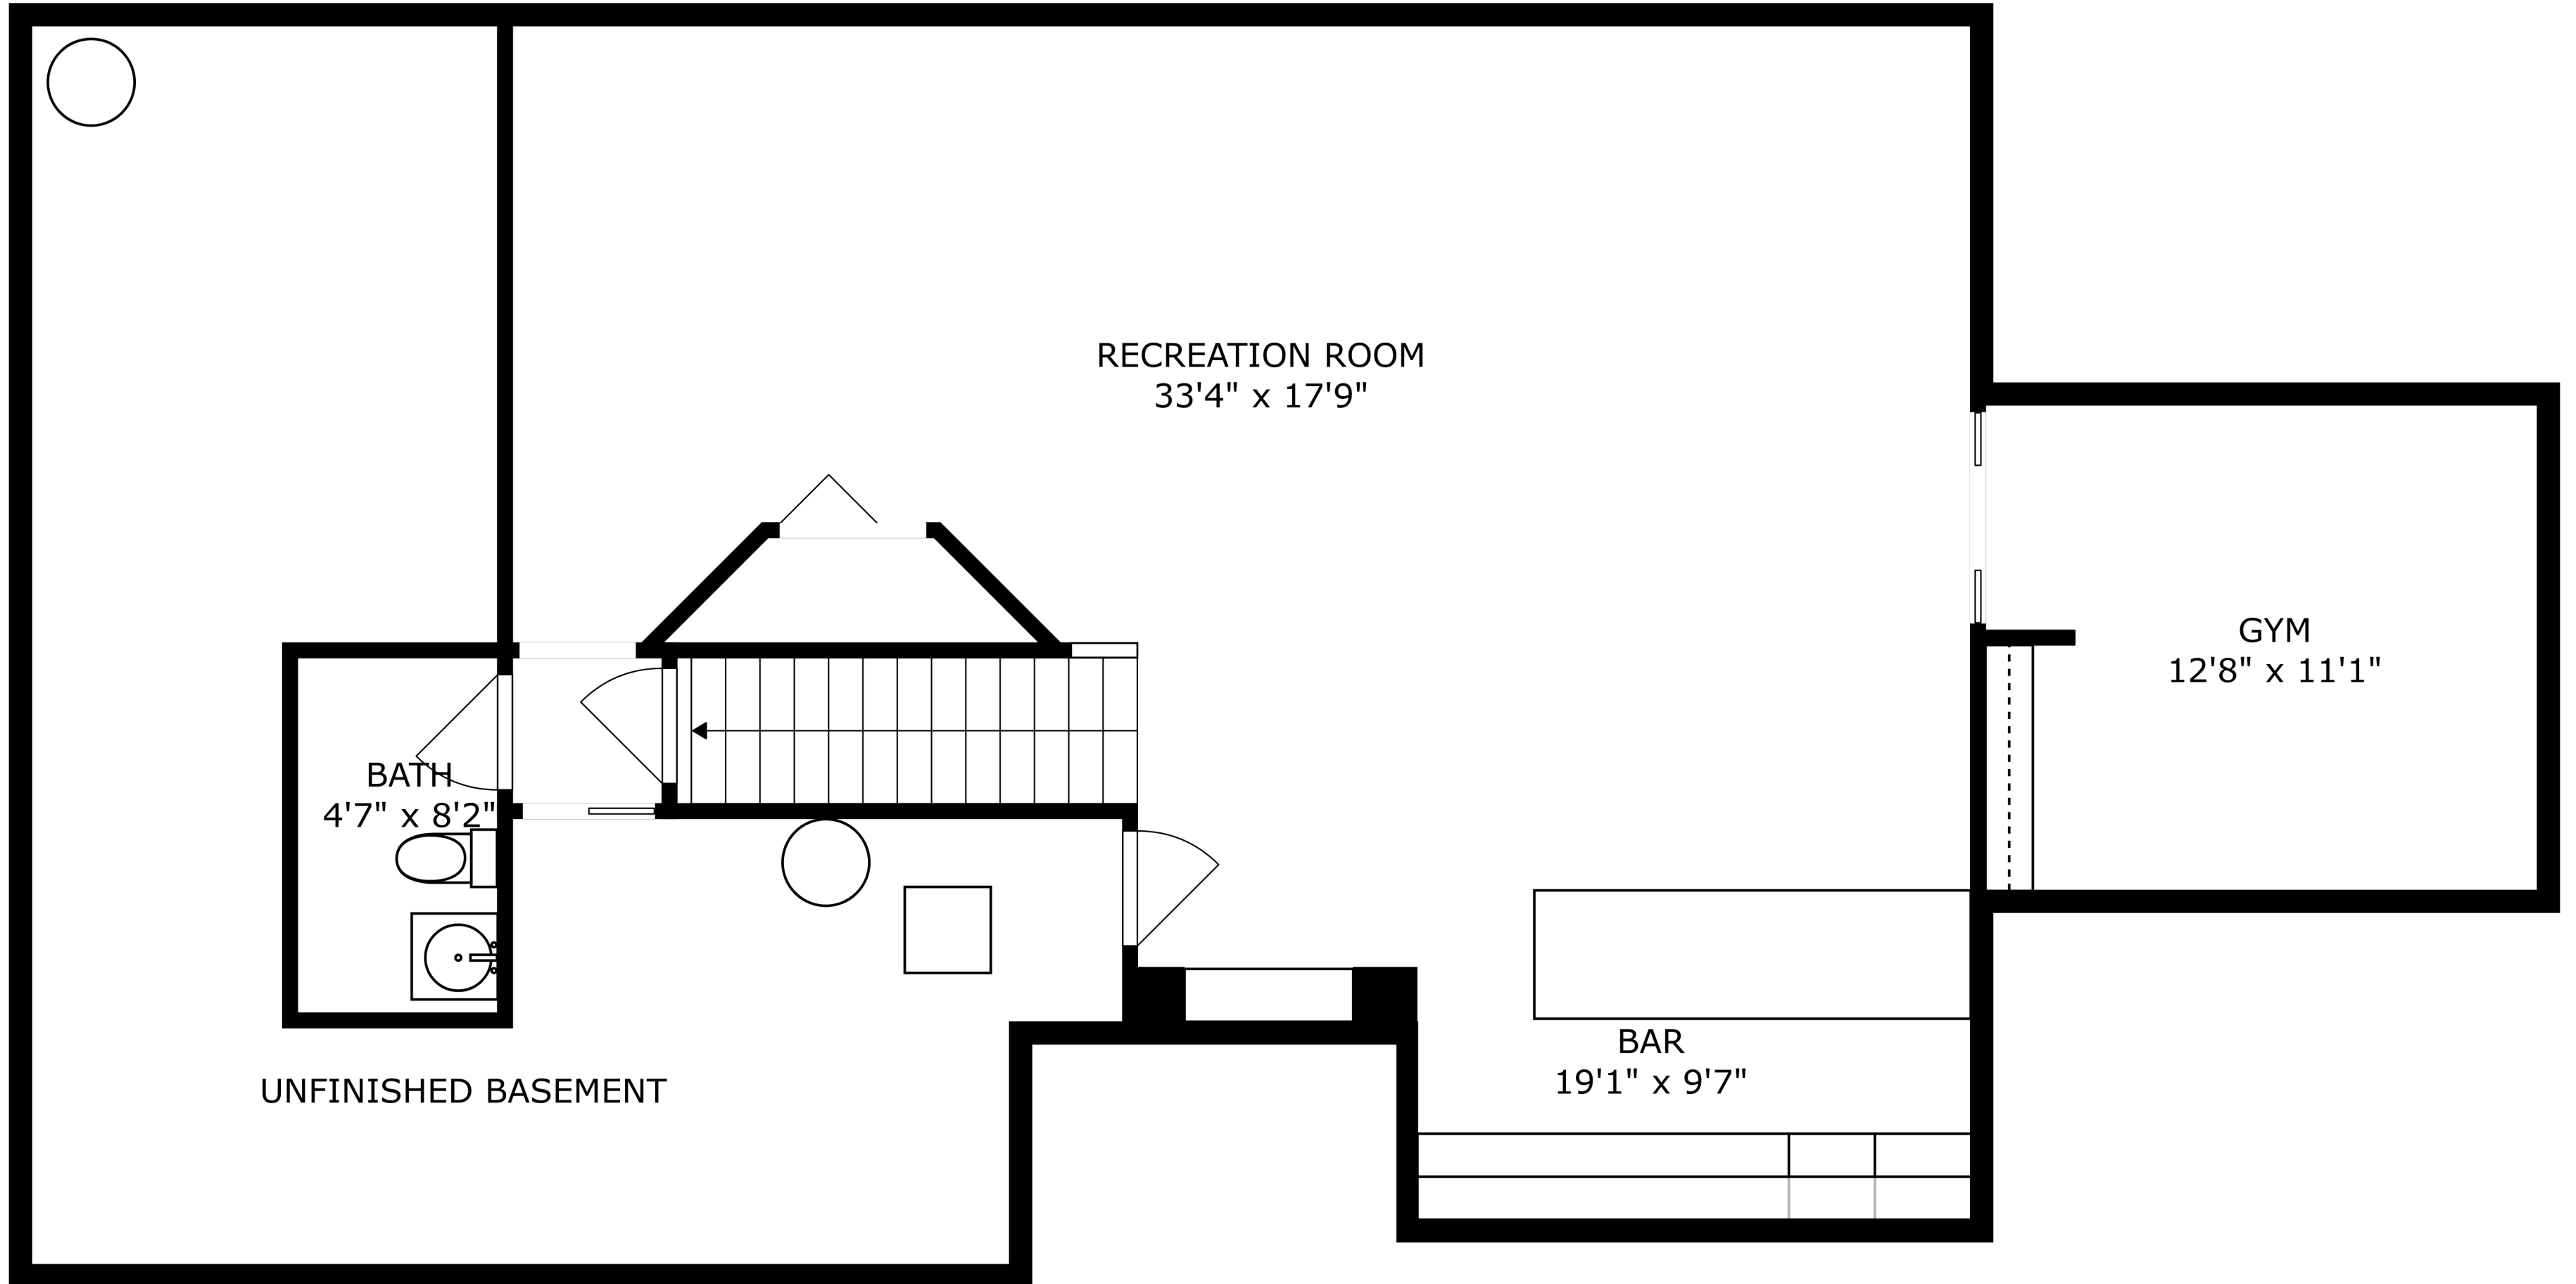 RECREATION ROOM
33'4" x 17'9"
GYM
12'8" x 11'1"
BATH
4'7" x 8'2"
BAR
19'1" x 9'7"
UNFINISHED BASEMENT